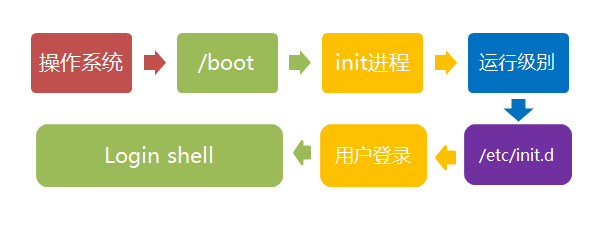 操作系统
/boot
init进程
运行级别
/etc/init.d
用户登录
Login shell